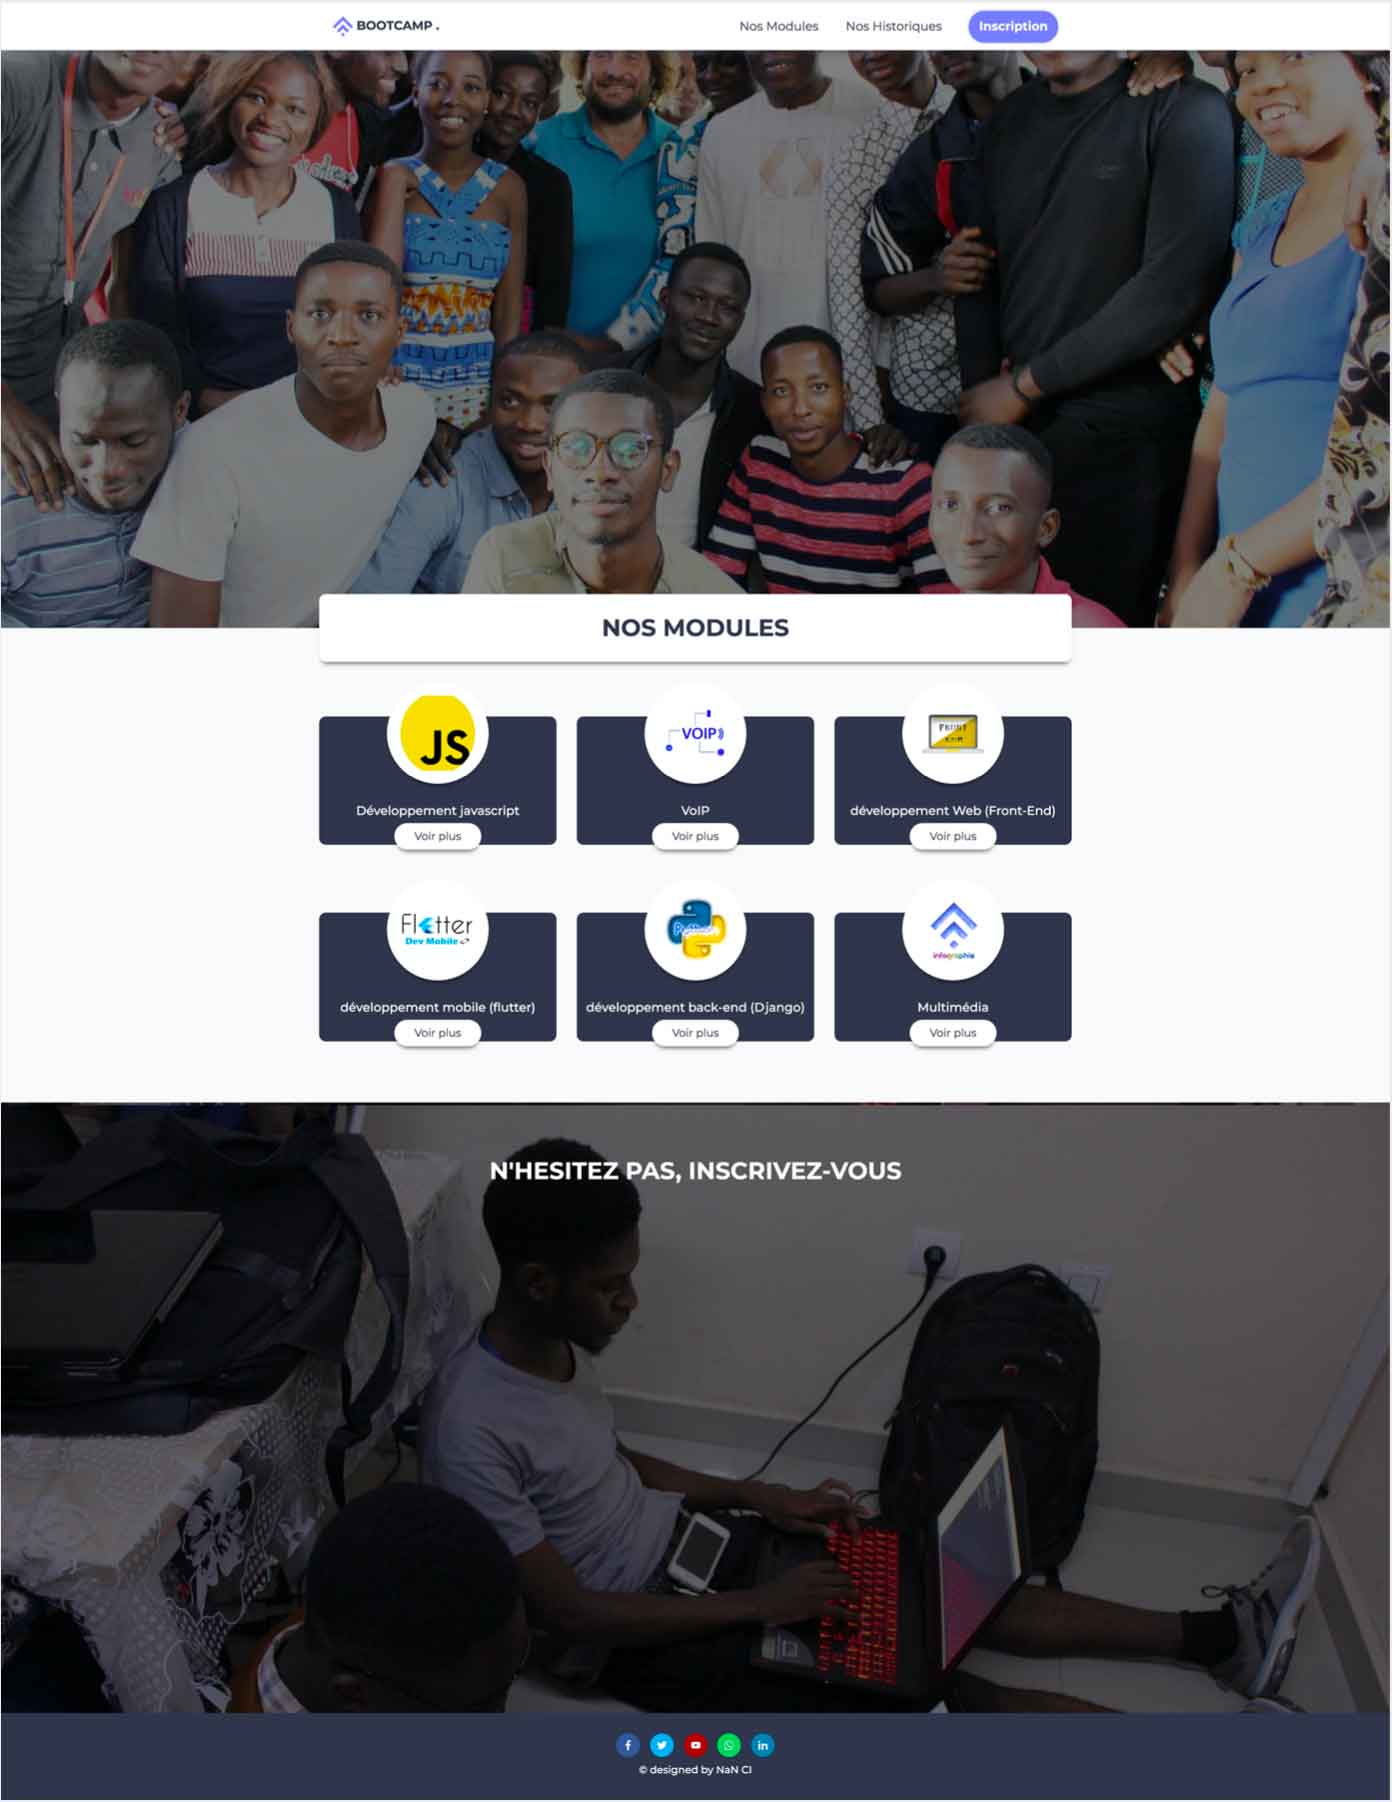 BOOTCAMP .
Nos Modules
Nos Historiques
Inscription
NOS MODULES
JS
VOIP
FRONT
Développement javascript
VoIP
développement Web (Front-End)
Voir plus
Voir plus
Voir plus
Flutter
Dev Mobile
Python
infographie
développement mobile (flutter)
développement back-end (Django)
Multimédia
Voir plus
Voir plus
Voir plus
N'HESITEZ PAS, INSCRIVEZ-VOUS
© designed by NaN CI